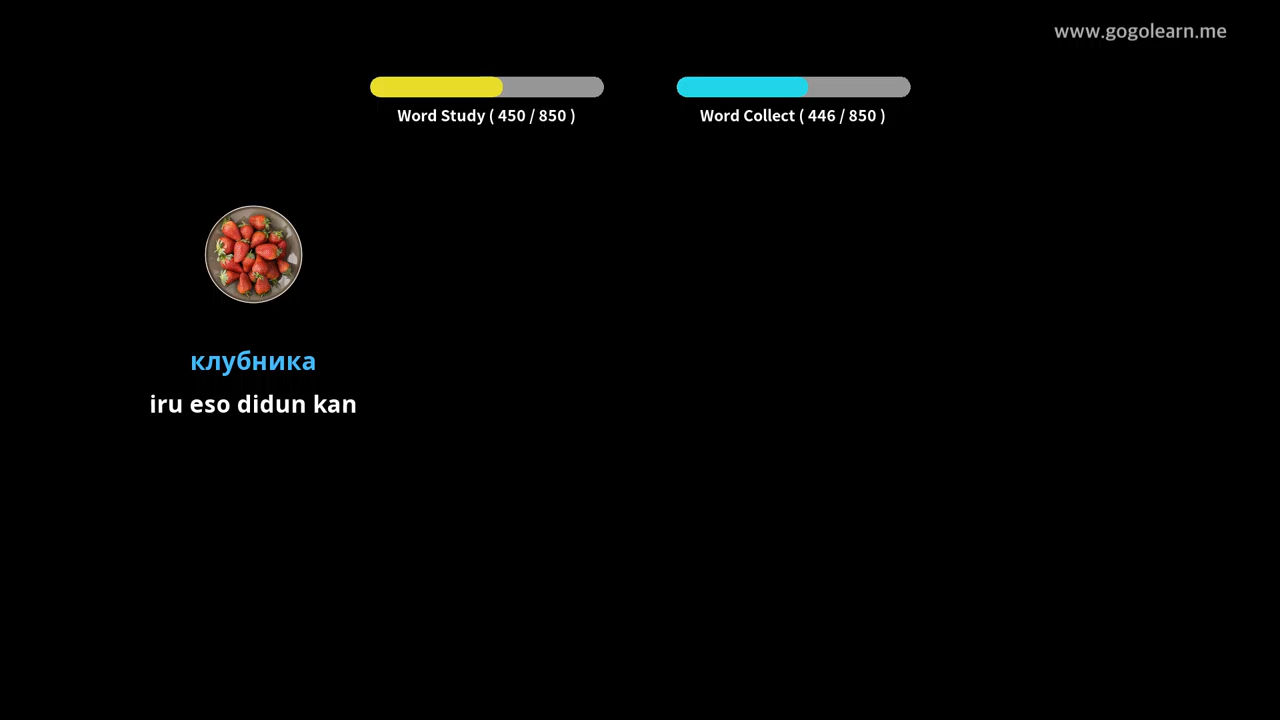 www.gogolearn.me
Word Study ( 450 / 850 )
Word Collect ( 446 / 850 )
клубника
iru eso didun kan